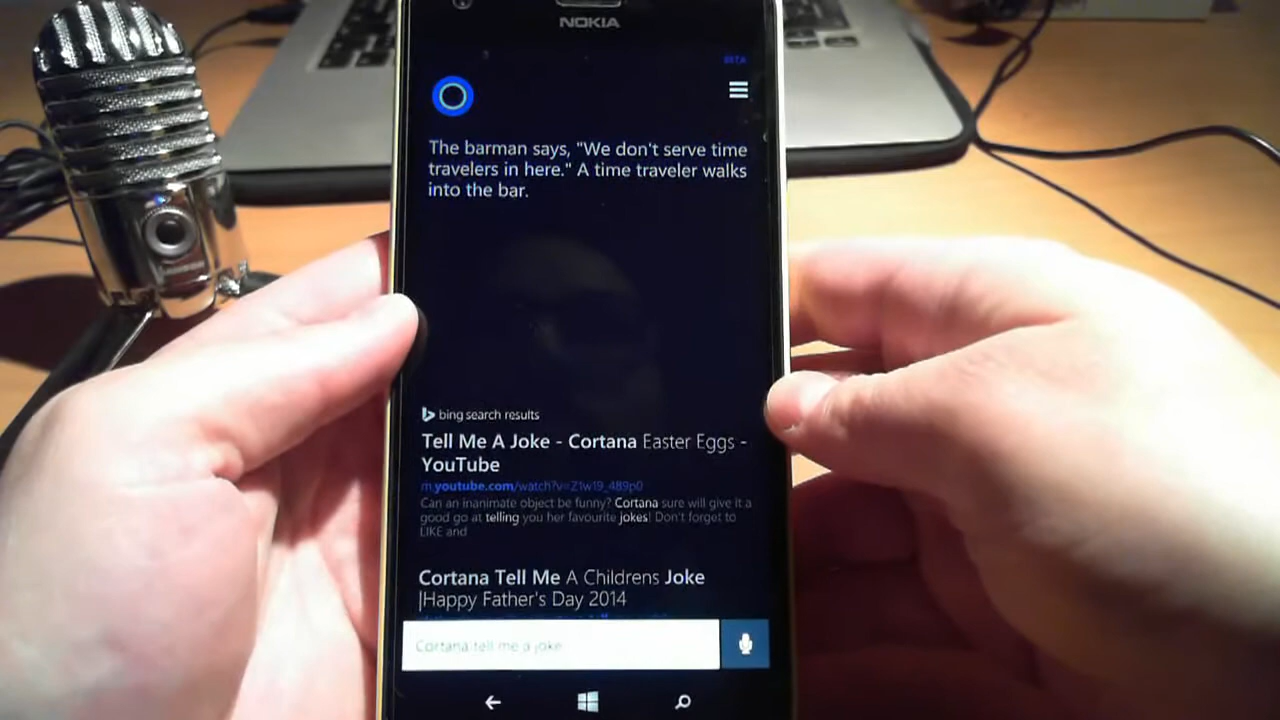 NOKIA
BETA
The barman says, "We don't serve time
travelers in here." A time traveler walks
into the bar.
bing search results
Tell Me A Joke - Cortana Easter Eggs -
YouTube
m.youtube.com/watch?v=Z1w19_489p0
Can an inanimate object be funny? Cortana sure will give it a
good go at telling you her favourite jokes! Don't forget to
LIKE and
Cortana Tell Me A Childrens Joke
|Happy Father's Day 2014
Cortana tell me a joke